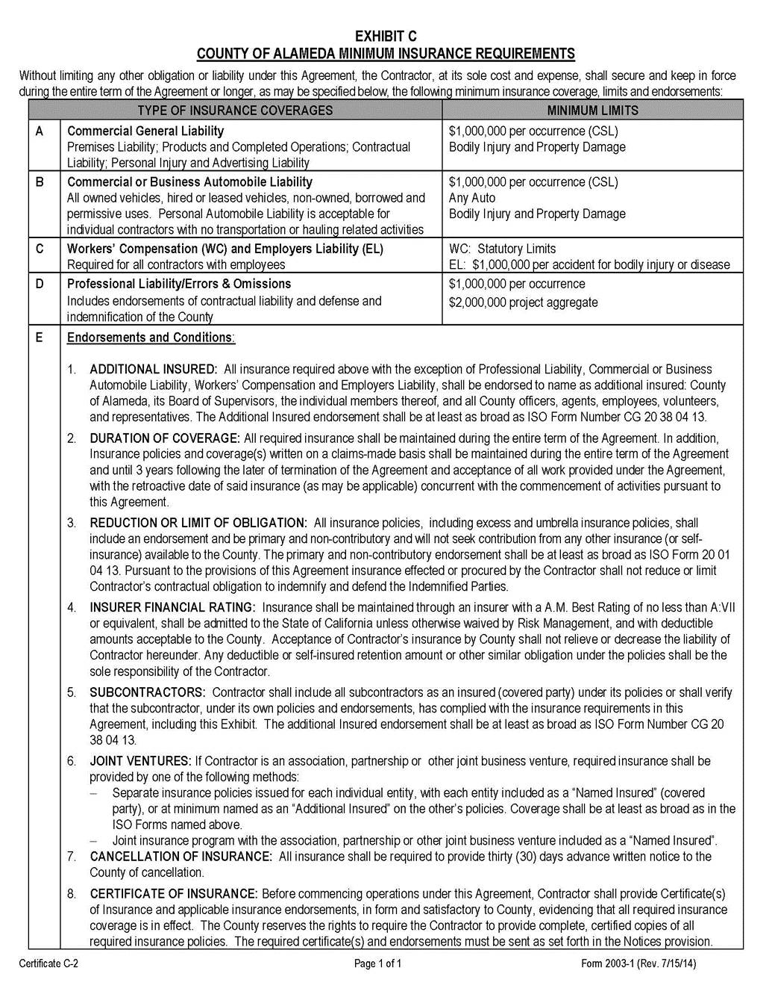 EXHIBIT C
COUNTY OF ALAMEDA MINIMUM INSURANCE REQUIREMENTS
Without limiting any other obligation or liability under this Agreement, the Contractor, at its sole cost and expense, shall secure and keep in force
during the entire term of the Agreement or longer, as may be specified below, the following minimum insurance coverage, limits and endorsements:
TYPE OF INSURANCE COVERAGES MINIMUM LIMITS
A Commercial General Liability $1,000,000 per occurrence (CSL)
Premises Liability; Products and Completed Operations; Contractual Bodily Injury and Property Damage
Liability; Personal Injury and Advertising Liability
B Commercial or Business Automobile Liability $1,000,000 per occurrence (CSL)
All owned vehicles, hired or leased vehicles, non-owned, borrowed and Any Auto
permissive uses. Personal Automobile Liability is acceptable for Bodily Injury and Property Damage
individual contractors with no transportation or hauling related activities
C Workers' Compensation (WC) and Employers Liability (EL) WC: Statutory Limits
Required for all contractors with employees EL: $1,000,000 per accident for bodily injury or disease
D Professional Liability/Errors & Omissions $1,000,000 per occurrence
Includes endorsements of contractual liability and defense and $2,000,000 project aggregate
indemnification of the County
E Endorsements and Conditions:
1. ADDITIONAL INSURED: All insurance required above with the exception of Professional Liability, Commercial or Business
Automobile Liability, Workers' Compensation and Employers Liability, shall be endorsed to name as additional insured: County
of Alameda, its Board of Supervisors, the individual members thereof, and all County officers, agents, employees, volunteers,
and representatives. The Additional Insured endorsement shall be at least as broad as ISO Form Number CG 20 38 04 13.
2. DURATION OF COVERAGE: All required insurance shall be maintained during the entire term of the Agreement. In addition,
Insurance policies and coverage(s) written on a claims-made basis shall be maintained during the entire term of the Agreement
and until 3 years following the later of termination of the Agreement and acceptance of all work provided under the Agreement,
with the retroactive date of said insurance (as may be applicable) concurrent with the commencement of activities pursuant to
this Agreement.
3. REDUCTION OR LIMIT OF OBLIGATION: All insurance policies, including excess and umbrella insurance policies, shall
include an endorsement and be primary and non-contributory and will not seek contribution from any other insurance (or self-
insurance) available to the County. The primary and non-contributory endorsement shall be at least as broad as ISO Form 20 01
04 13. Pursuant to the provisions of this Agreement insurance effected or procured by the Contractor shall not reduce or limit
Contractor's contractual obligation to indemnify and defend the Indemnified Parties.
4. INSURER FINANCIAL RATING: Insurance shall be maintained through an insurer with a A.M. Best Rating of no less than A:VII
or equivalent, shall be admitted to the State of California unless otherwise waived by Risk Management, and with deductible
amounts acceptable to the County. Acceptance of Contractor's insurance by County shall not relieve or decrease the liability of
Contractor hereunder. Any deductible or self-insured retention amount or other similar obligation under the policies shall be the
sole responsibility of the Contractor.
5. SUBCONTRACTORS: Contractor shall include all subcontractors as an insured (covered party) under its policies or shall verify
that the subcontractor, under its own policies and endorsements, has complied with the insurance requirements in this
Agreement, including this Exhibit. The additional Insured endorsement shall be at least as broad as ISO Form Number CG 20
38 04 13.
6. JOINT VENTURES: If Contractor is an association, partnership or other joint business venture, required insurance shall be
provided by one of the following methods:
– Separate insurance policies issued for each individual entity, with each entity included as a “Named Insured” (covered
party), or at minimum named as an “Additional Insured” on the other's policies. Coverage shall be at least as broad as in the
ISO Forms named above.
– Joint insurance program with the association, partnership or other joint business venture included as a “Named Insured”.
7. CANCELLATION OF INSURANCE: All insurance shall be required to provide thirty (30) days advance written notice to the
County of cancellation.
8. CERTIFICATE OF INSURANCE: Before commencing operations under this Agreement, Contractor shall provide Certificate(s)
of Insurance and applicable insurance endorsements, in form and satisfactory to County, evidencing that all required insurance
coverage is in effect. The County reserves the rights to require the Contractor to provide complete, certified copies of all
required insurance policies. The required certificate(s) and endorsements must be sent as set forth in the Notices provision.
Certificate C-2 Page 1 of 1 Form 2003-1 (Rev. 7/15/14)